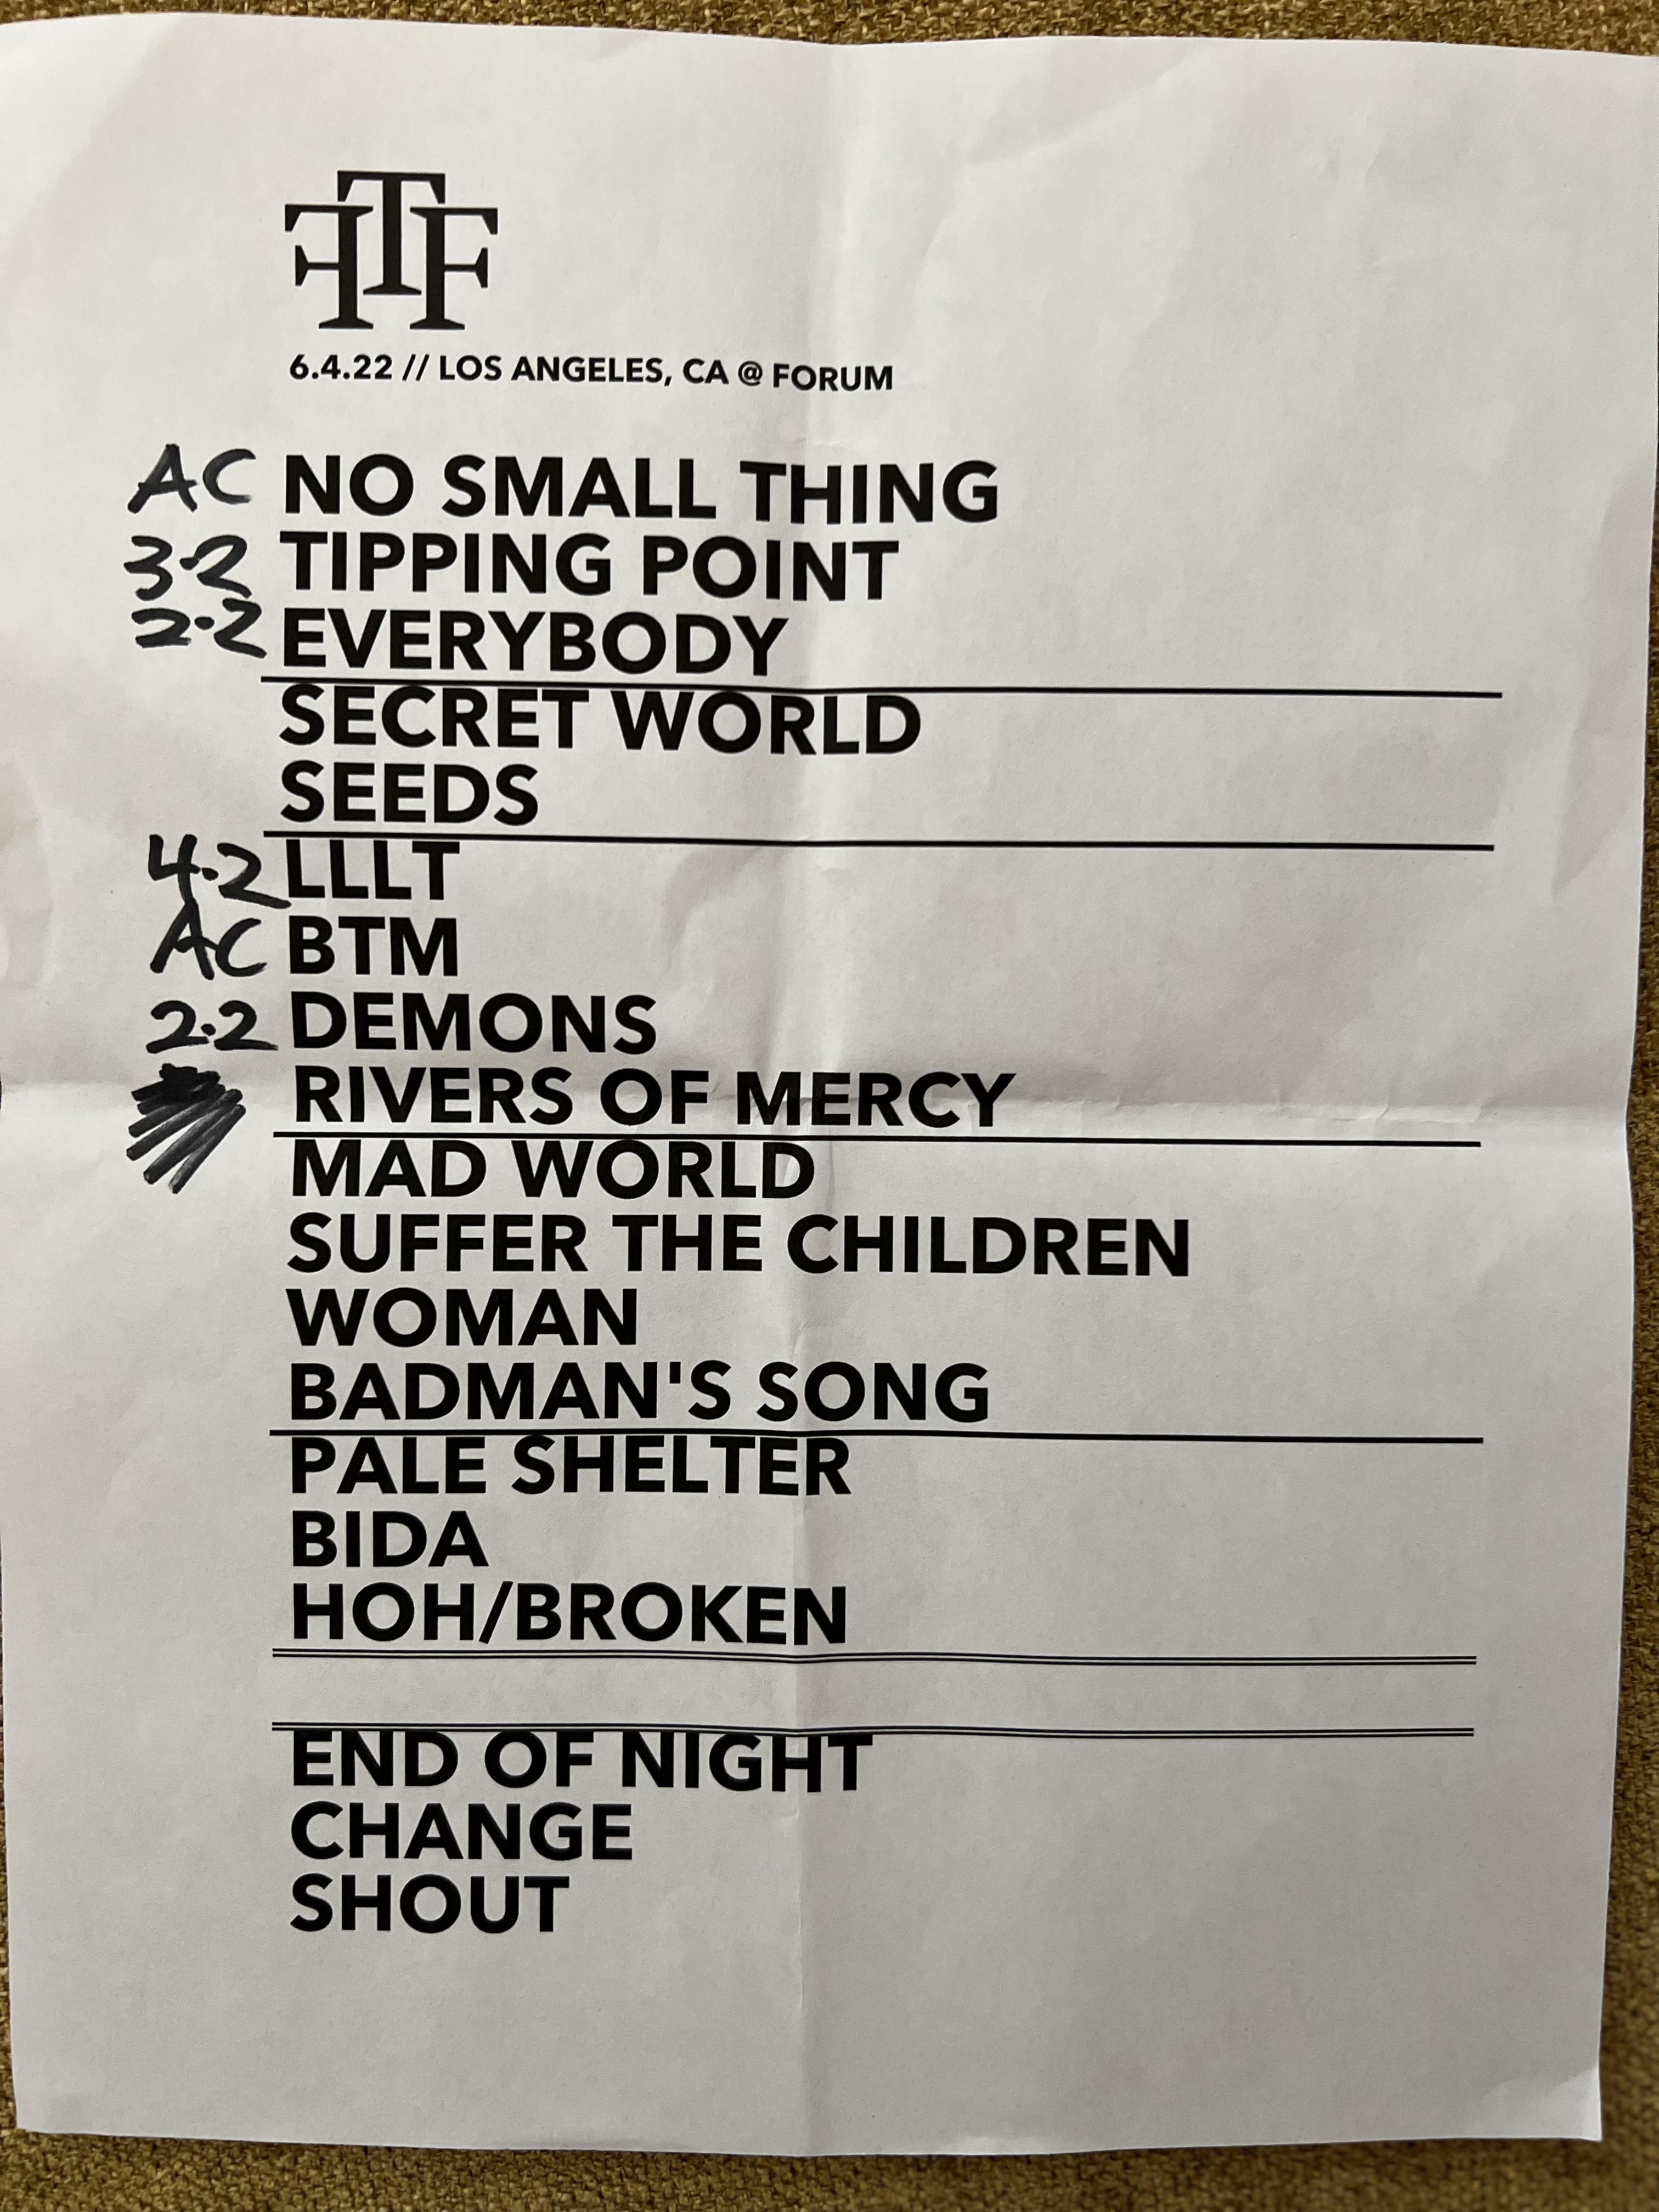 TFF
6.4.22 // LOS ANGELES, CA @ FORUM
AC NO SMALL THING
3.2 TIPPING POINT
2.2 EVERYBODY
SECRET WORLD
SEEDS
4.2 LLLT
AC BTM
2.2 DEMONS
RIVERS OF MERCY
MAD WORLD
SUFFER THE CHILDREN
WOMAN
BADMAN'S SONG
PALE SHELTER
BIDA
HOH/BROKEN
END OF NIGHT
CHANGE
SHOUT